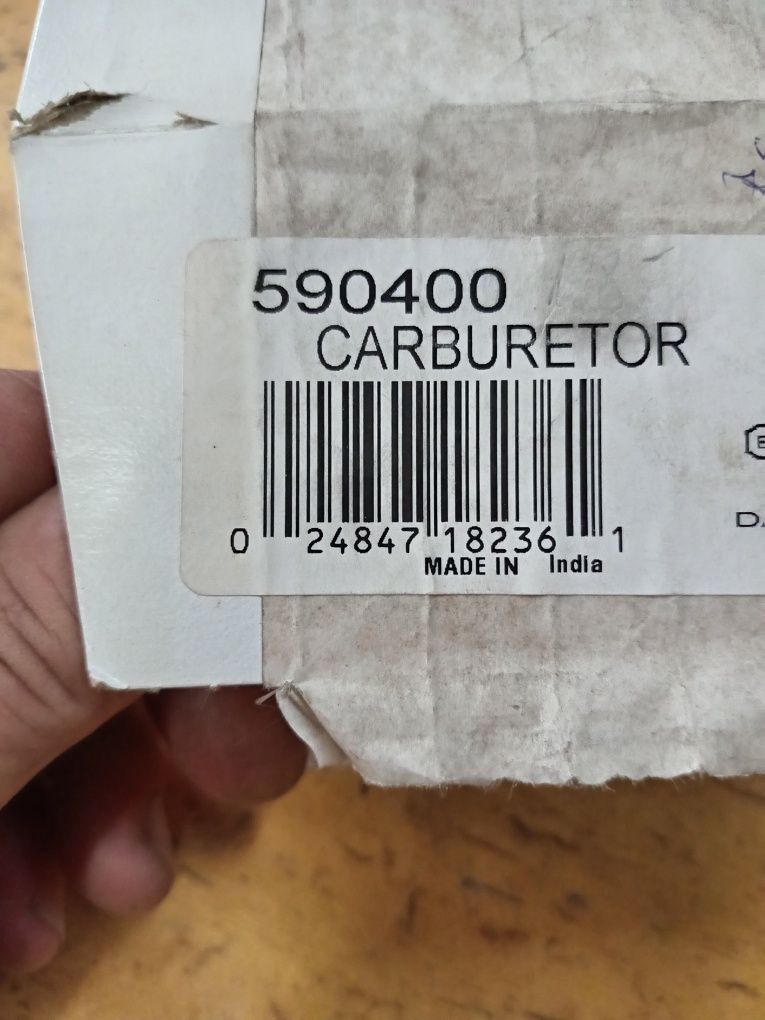 590400
CARBURETOR
0 24847 18236 1
MADE IN India